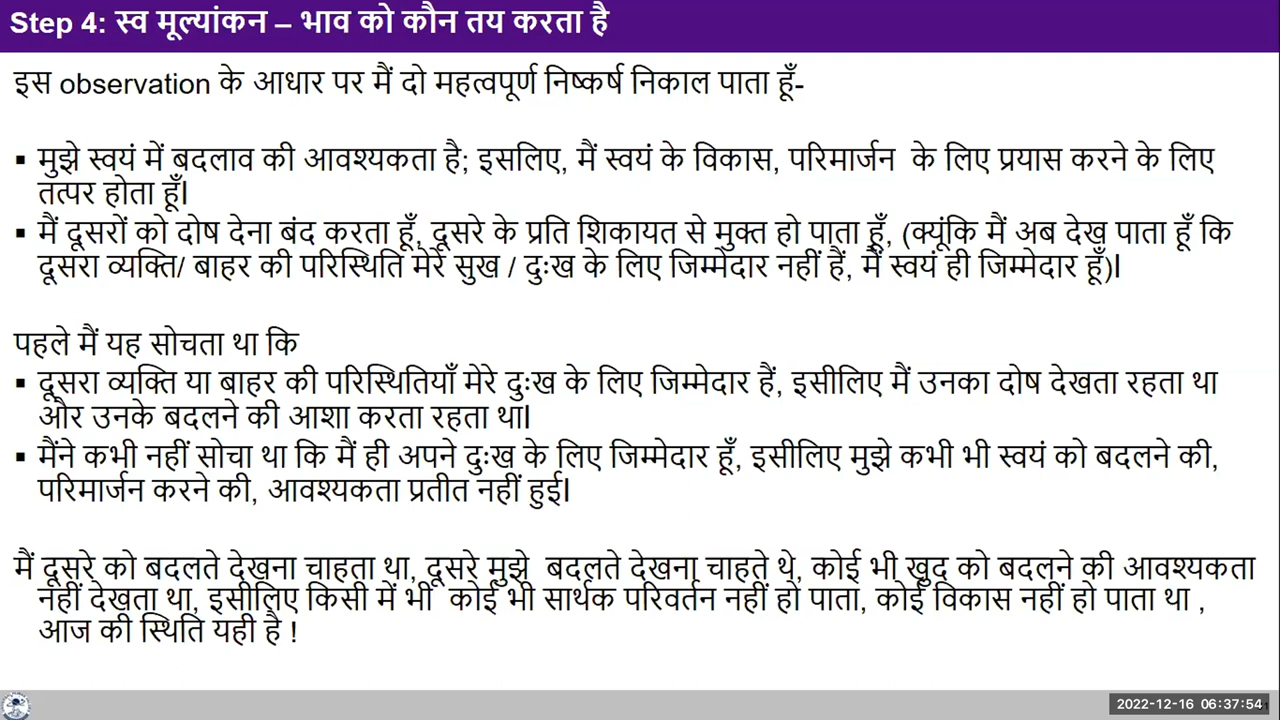 Step 4: स्व मूल्यांकन – भाव को कौन तय करता है
इस observation के आधार पर मैं दो महत्वपूर्ण निष्कर्ष निकाल पाता हूँ-
▪ मुझे स्वयं में बदलाव की आवश्यकता है; इसलिए, मैं स्वयं के विकास, परिमार्जन के लिए प्रयास करने के लिए
तत्पर होता हूँ।
▪ मैं दूसरों को दोष देना बंद करता हूँ, दूसरे के प्रति शिकायत से मुक्त हो पाता हूँ, (क्यूंकि मैं अब देख पाता हूँ कि
दूसरा व्यक्ति/ बाहर की परिस्थिति मेरे सुख / दुःख के लिए जिम्मेदार नहीं हैं, मैं स्वयं ही जिम्मेदार हूँ)।
पहले मैं यह सोचता था कि
▪ दूसरा व्यक्ति या बाहर की परिस्थितियाँ मेरे दुःख के लिए जिम्मेदार हैं, इसीलिए मैं उनका दोष देखता रहता था
और उनके बदलने की आशा करता रहता था।
▪ मैंने कभी नहीं सोचा था कि मैं ही अपने दुःख के लिए जिम्मेदार हूँ, इसीलिए मुझे कभी भी स्वयं को बदलने की,
परिमार्जन करने की, आवश्यकता प्रतीत नहीं हुई।
मैं दूसरे को बदलते देखना चाहता था, दूसरे मुझे बदलते देखना चाहते थे, कोई भी खुद को बदलने की आवश्यकता
नहीं देखता था, इसीलिए किसी में भी कोई भी सार्थक परिवर्तन नहीं हो पाता, कोई विकास नहीं हो पाता था ,
आज की स्थिति यही है !
2022-12-16 06:37:54